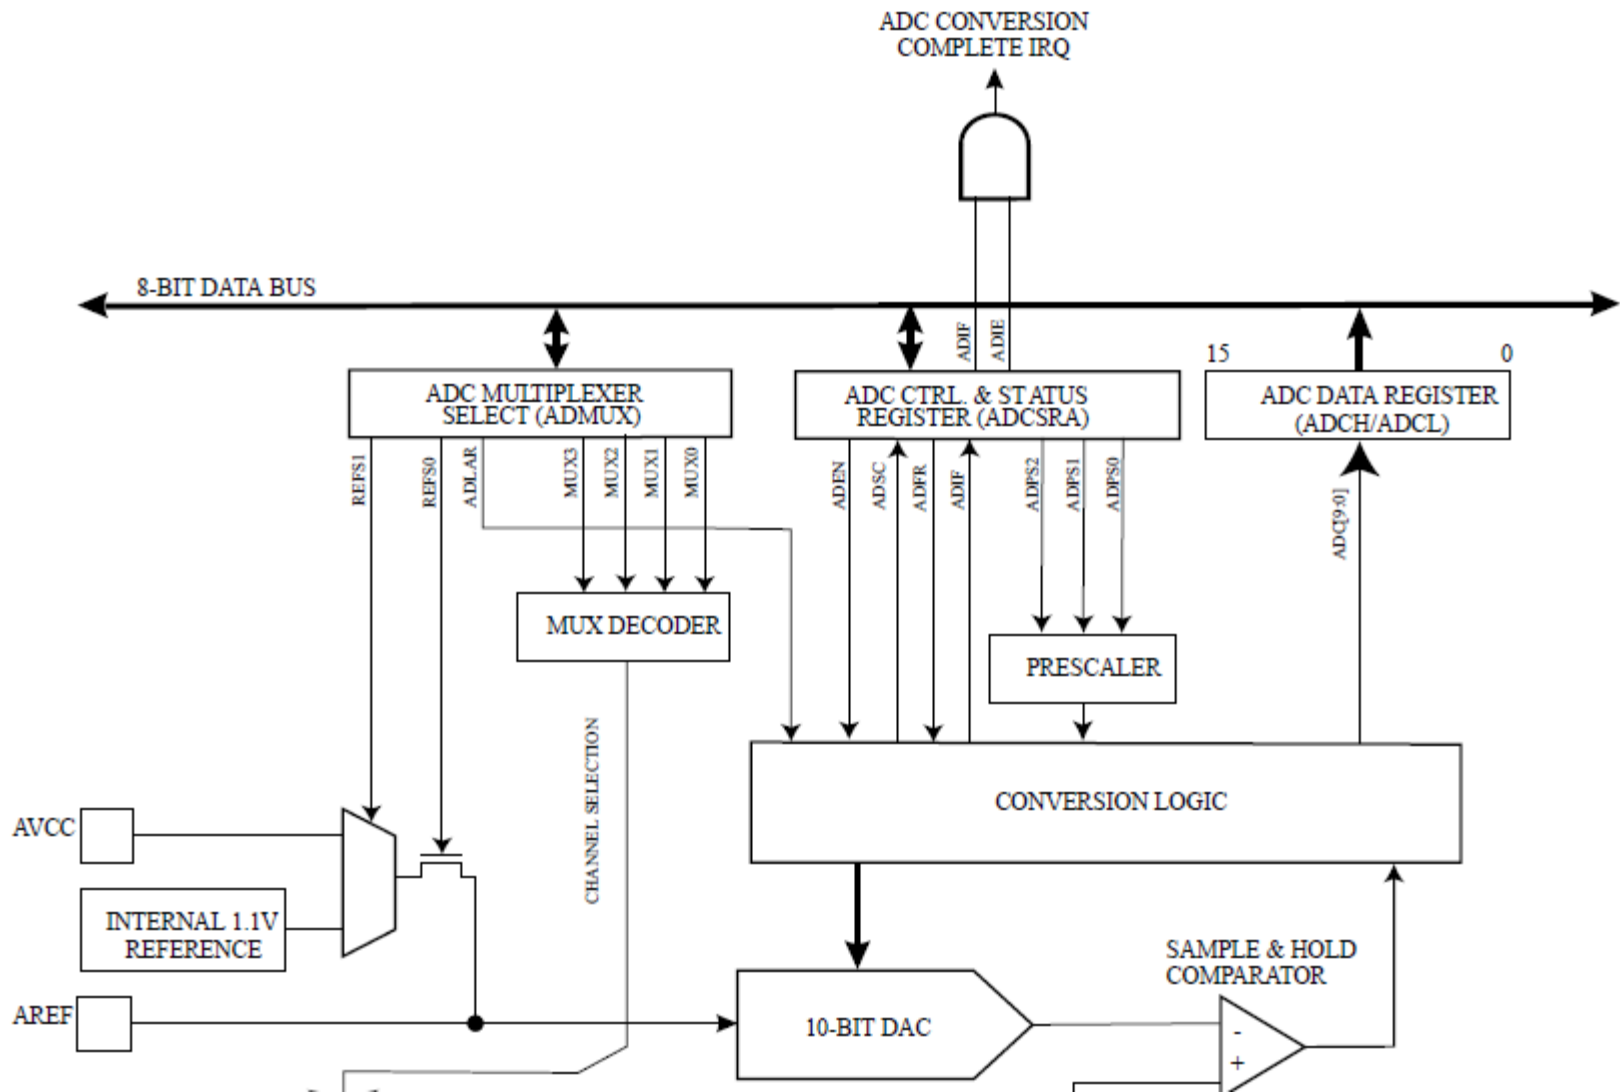 ADC CONVERSION
COMPLETE IRQ
8-BIT DATA BUS
ADIF
ADIE
15
0
ADC MULTIPLEXER
SELECT (ADMUX)
ADC CTRL. & STATUS
REGISTER (ADCSRA)
ADC DATA REGISTER
(ADCH/ADCL)
REFS1
REFS0
ADLAR
MUX3
MUX2
MUX1
MUX0
ADEN
ADSC
ADFR
ADIF
ADPS2
ADPS1
ADPS0
ADC[9:0]
MUX DECODER
PRESCALER
CHANNEL SELECTION
CONVERSION LOGIC
AVCC
INTERNAL 1.1V
REFERENCE
SAMPLE & HOLD
COMPARATOR
AREF
10-BIT DAC
-
+